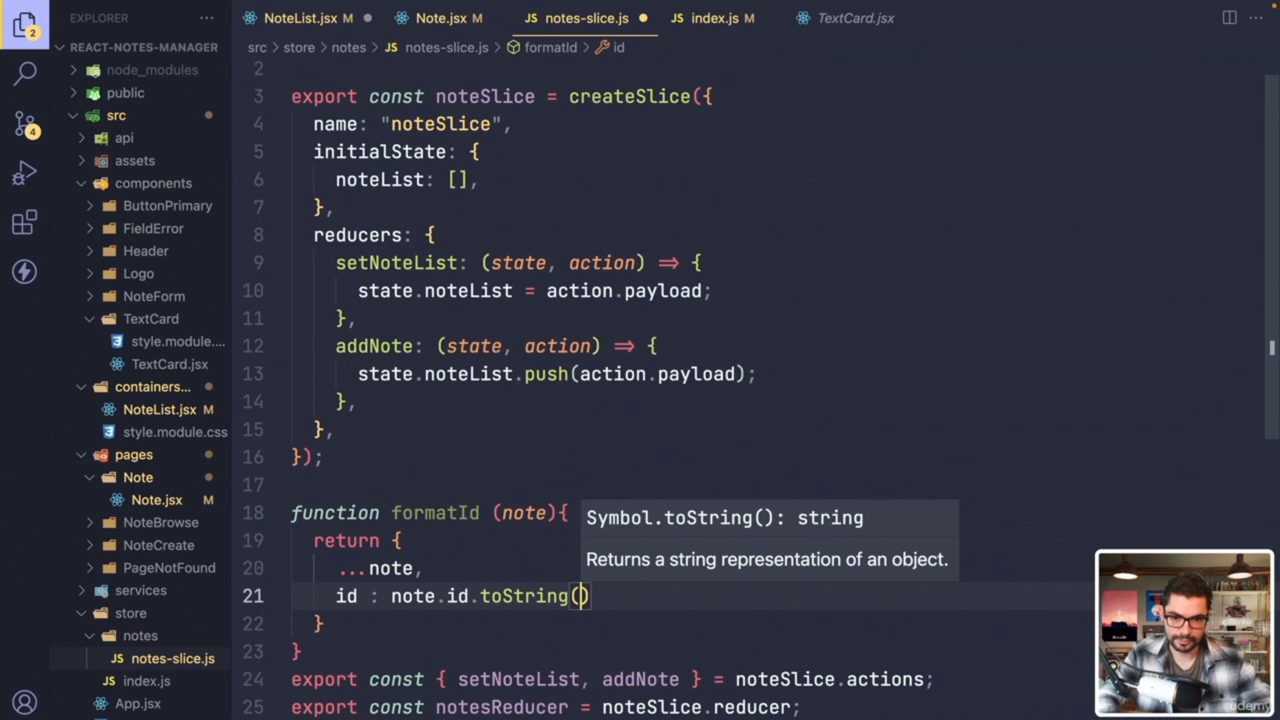 2
EXPLORER
NoteList.jsx M
Note.jsx M
JS notes-slice.js
JS index.js M
TextCard.jsx
REACT-NOTES-MANAGER
node_modules
public
src
api
assets
components
ButtonPrimary
FieldError
Header
Logo
NoteForm
TextCard
style.module....
TextCard.jsx
containers...
NoteList.jsx M
style.module.css
pages
Note
Note.jsx M
NoteBrowse
NoteCreate
PageNotFound
services
store
notes
JS notes-slice.js
JS index.js
App.jsx
4
src > store > notes > JS notes-slice.js > formatId > id
2
3 export const noteSlice = createSlice({
4 name: "noteSlice",
5 initialState: {
6 noteList: [],
7 },
8 reducers: {
9 setNoteList: (state, action) => {
10 state.noteList = action.payload;
11 },
12 addNote: (state, action) => {
13 state.noteList.push(action.payload);
14 },
15 },
16 });
17
18 function formatId (note){
19 return {
20 ...note,
21 id : note.id.toString()
22 }
23 }
24 export const { setNoteList, addNote } = noteSlice.actions;
25 export const notesReducer = noteSlice.reducer;
Symbol.toString(): string
Returns a string representation of an object.
udemy